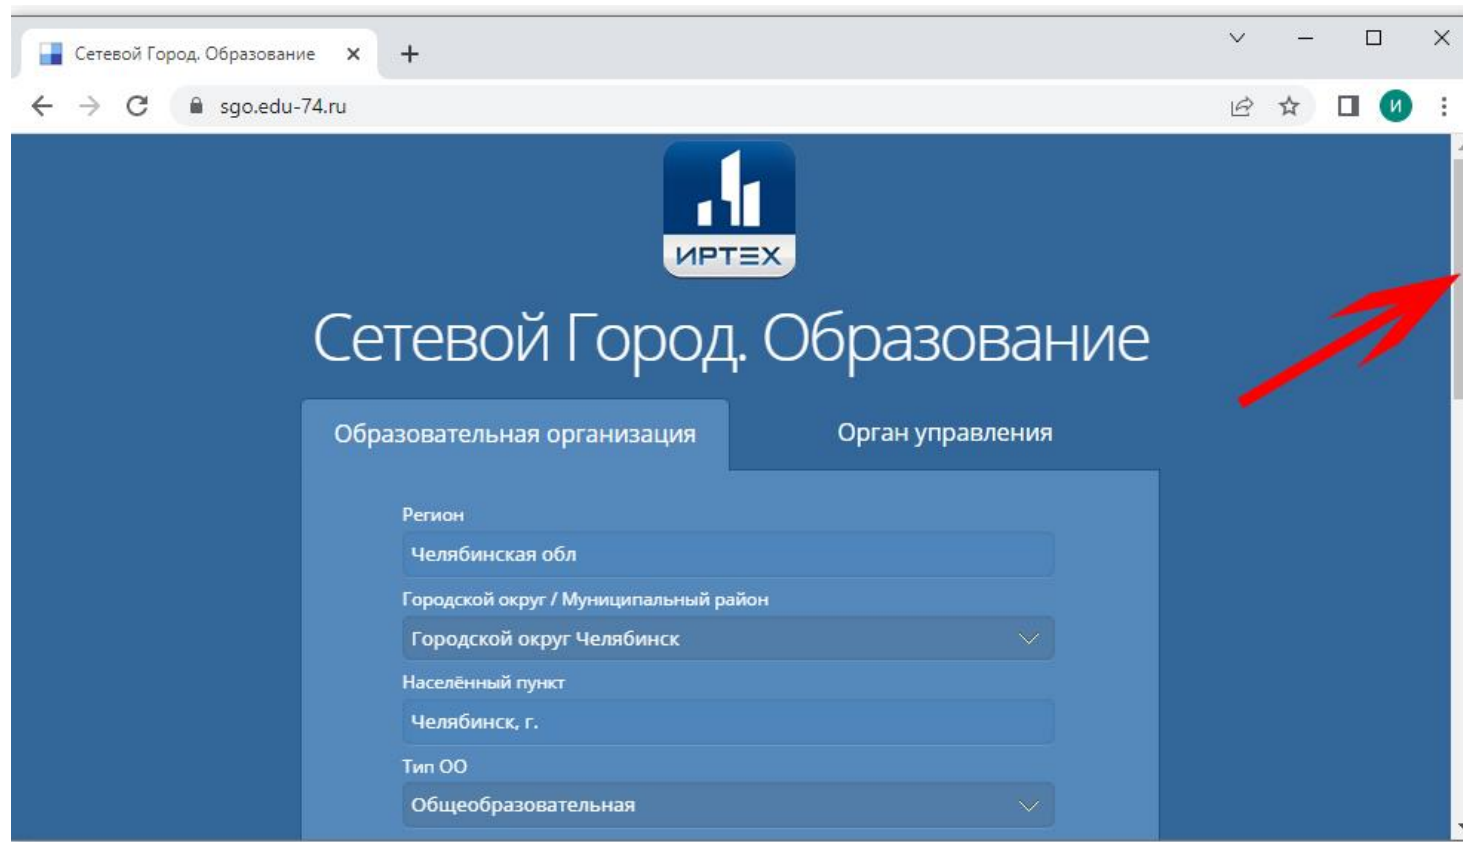 Сетевой Город. Образование
sgo.edu-74.ru
И
ИРТЕХ
Сетевой Город. Образование
Образовательная организация
Орган управления
Регион
Челябинская обл
Городской округ / Муниципальный район
Городской округ Челябинск
Населённый пункт
Челябинск, г.
Тип ОО
Общеобразовательная